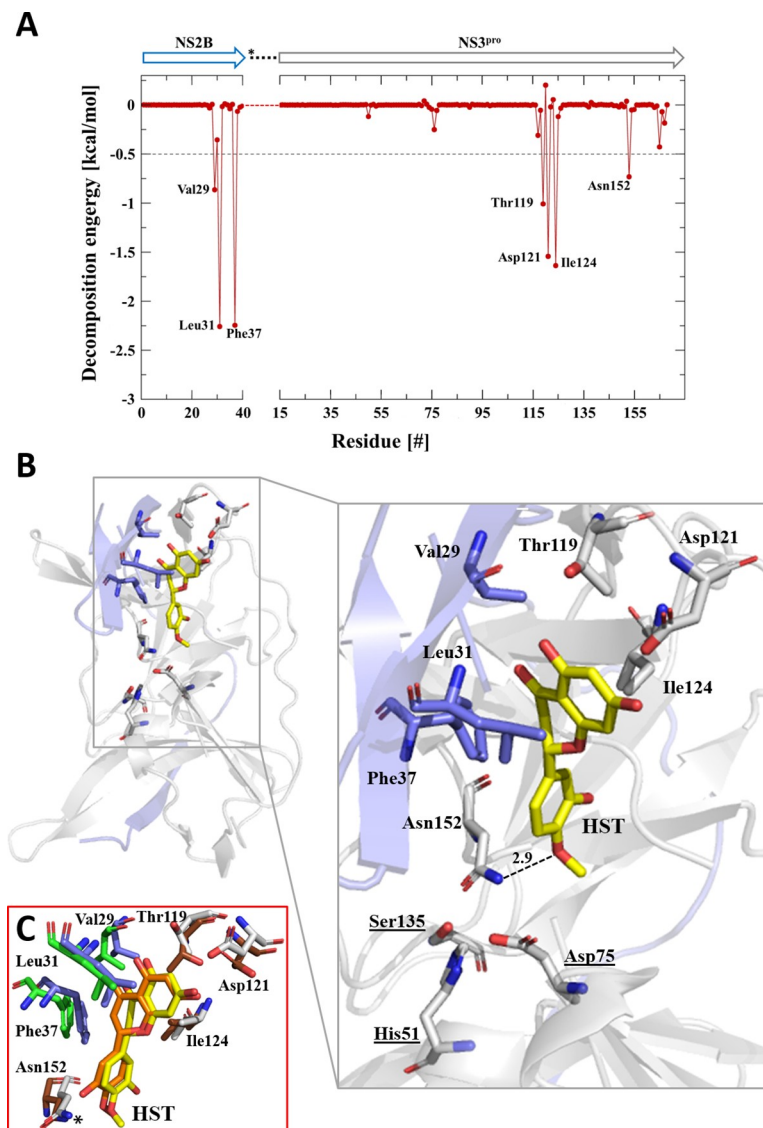 A
NS2B * NS3pro
Decomposition engergy [kcal/mol]
0
-0.5
-1
-1.5
-2
-2.5
-3
Val29
Leu31
Phe37
Thr119
Asp121
Ile124
Asn152
0 10 20 30 40 15 35 55 75 95 115 135 155
Residue [#]
B
Val29
Thr119
Asp121
Leu31
Ile124
Phe37
Asn152
HST
2.9
Ser135
Asp75
His51
C
Val29
Thr119
Leu31
Asp121
Phe37
Ile124
Asn152
*
HST